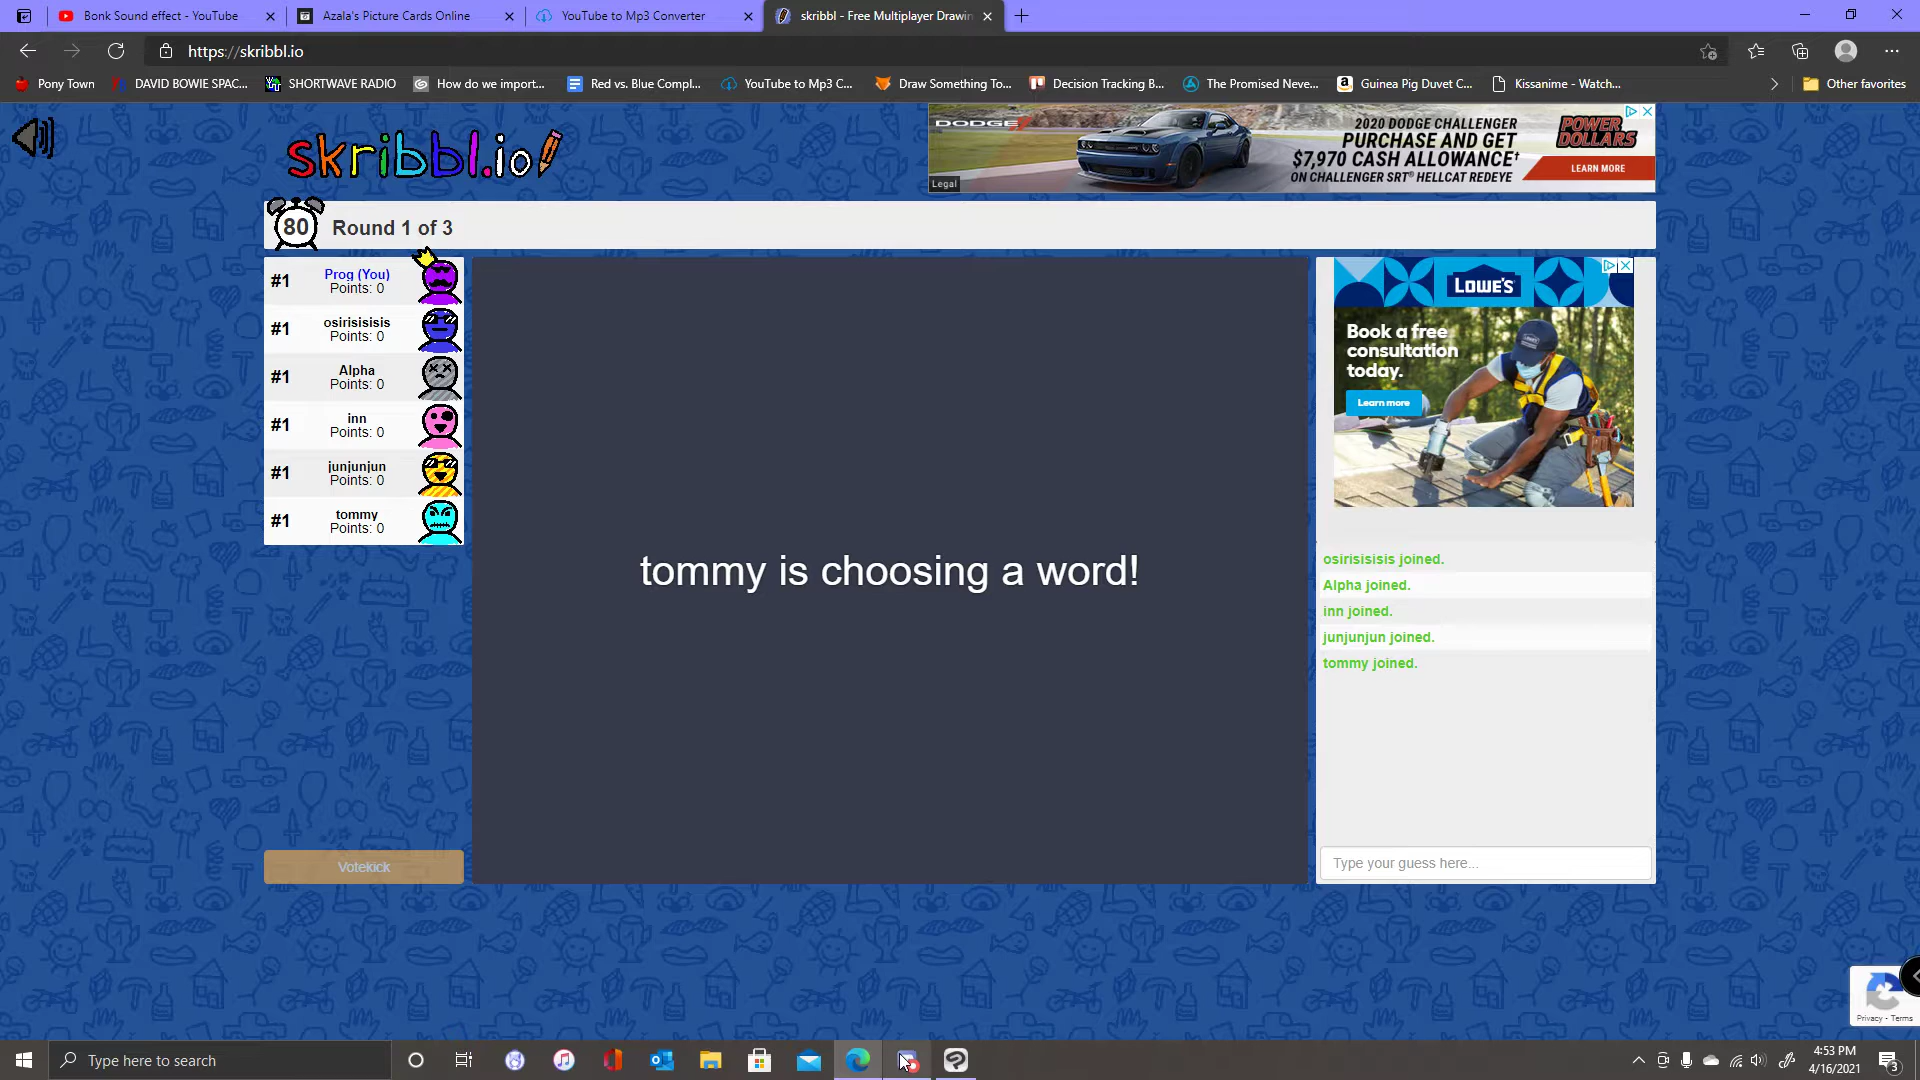 Bonk Sound effect - YouTube
Azala's Picture Cards Online
YouTube to Mp3 Converter
skribbl - Free Multiplayer Drawin
https://skribbl.io
Pony Town
DAVID BOWIE SPAC...
SHORTWAVE RADIO
How do we import...
Red vs. Blue Compl...
YouTube to Mp3 C...
Draw Something To...
Decision Tracking B...
The Promised Neve...
Guinea Pig Duvet C...
Kissanime - Watch...
Other favorites
skribbl.io
DODGE
2020 DODGE CHALLENGER
PURCHASE AND GET
$7,970 CASH ALLOWANCE†
ON CHALLENGER SRT® HELLCAT REDEYE
POWER
DOLLARS
LEARN MORE
Legal
80
Round 1 of 3
#1
Prog (You)
Points: 0
#1
osirisisisis
Points: 0
#1
Alpha
Points: 0
#1
inn
Points: 0
#1
junjunjun
Points: 0
#1
tommy
Points: 0
Votekick
tommy is choosing a word!
LOWE'S
Book a free
consultation
today.
Learn more
osirisisisis joined.
Alpha joined.
inn joined.
junjunjun joined.
tommy joined.
Type your guess here...
Privacy - Terms
Type here to search
4:53 PM
4/16/2021
3